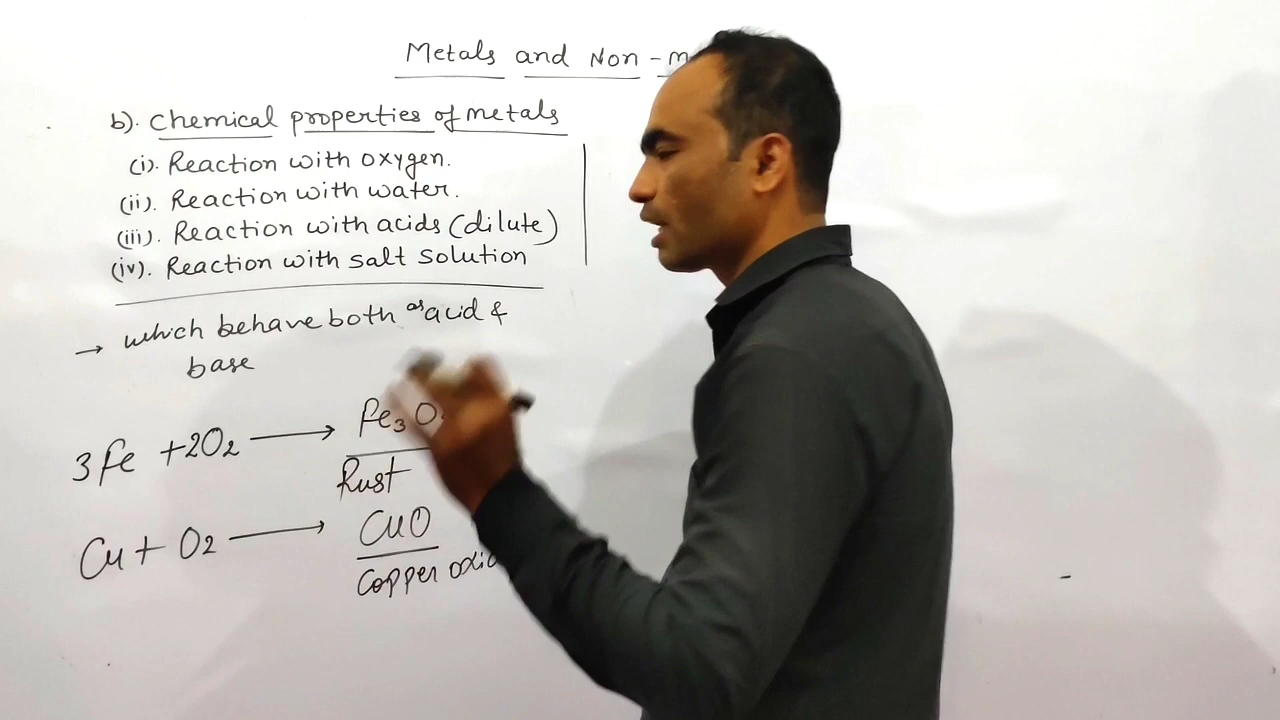 Metals and Non-m
b). Chemical properties of metals
(i). Reaction with oxygen.
(ii). Reaction with water.
(iii). Reaction with acids (dilute)
(iv). Reaction with salt solution
→ which behave both as acid &
base
3Fe + 2O₂ ⟶ Fe₃O
Rust
Cu + O₂ ⟶ CuO
Copper oxid